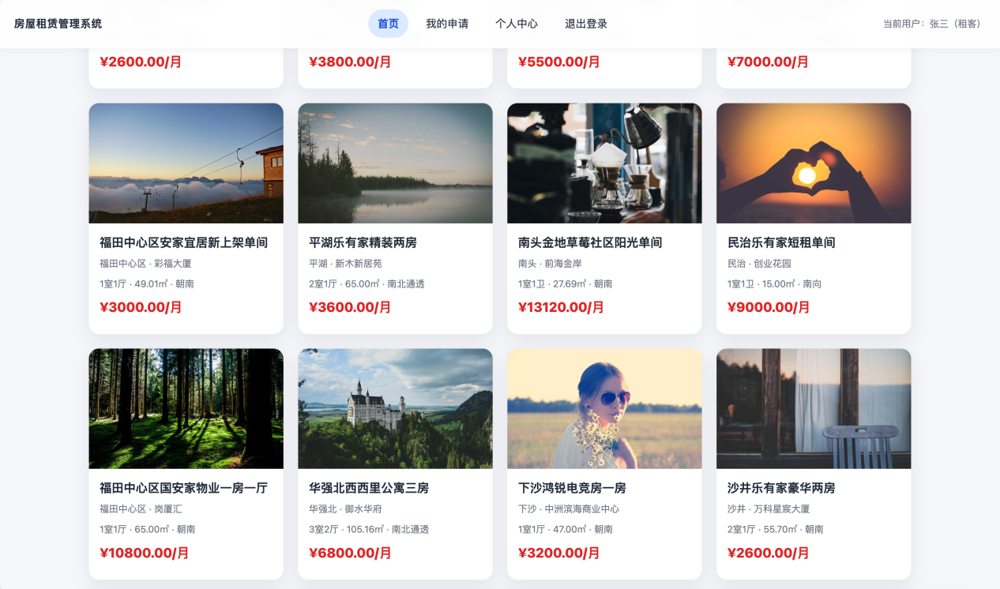 房屋租赁管理系统
首页
我的申请
个人中心
退出登录
当前用户：张三（租客）
¥2600.00/月
¥3800.00/月
¥5500.00/月
¥7000.00/月
福田中心区安家宜居新上架单间
福田中心区 · 彩福大厦
1室1厅 · 49.01㎡ · 朝南
¥3000.00/月
平湖乐有家精装两房
平湖 · 新木新居苑
2室1厅 · 65.00㎡ · 南北通透
¥3600.00/月
南头金地草莓社区阳光单间
南头 · 前海金岸
1室1卫 · 27.69㎡ · 朝南
¥13120.00/月
民治乐有家短租单间
民治 · 创业花园
1室1卫 · 15.00㎡ · 南向
¥9000.00/月
福田中心区国安家物业一房一厅
福田中心区 · 岗厦汇
1室1厅 · 65.00㎡ · 朝南
¥10800.00/月
华强北西西里公寓三房
华强北 · 御水华府
3室2厅 · 105.16㎡ · 南北通透
¥6800.00/月
下沙鸿锐电竞房一房
下沙 · 中洲滨海商业中心
1室1厅 · 47.00㎡ · 朝南
¥3200.00/月
沙井乐有家豪华两房
沙井 · 万科星宸大厦
2室1厅 · 55.70㎡ · 朝南
¥2600.00/月